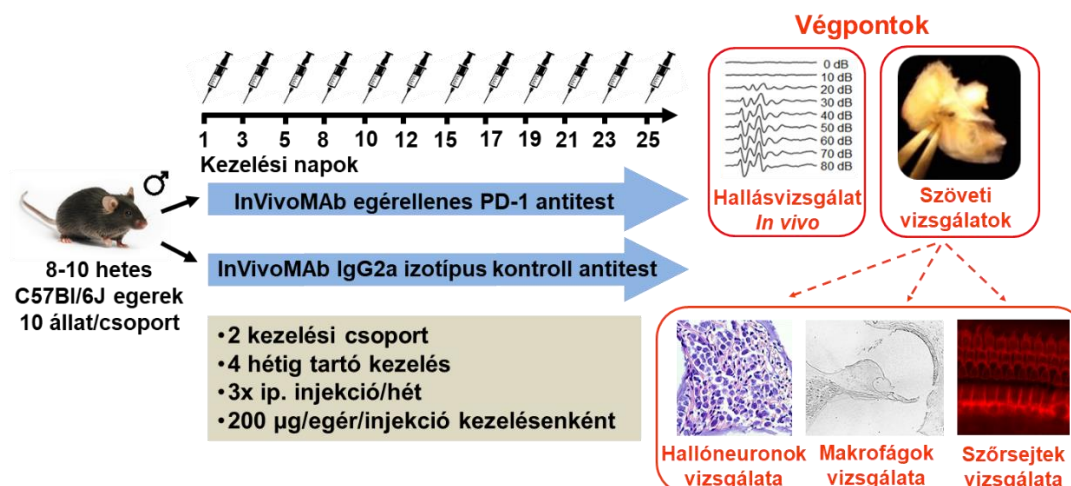 Végpontok
0 dB
10 dB
20 dB
30 dB
40 dB
50 dB
60 dB
70 dB
80 dB
Hallásvizsgálat
In vivo
Szöveti
vizsgálatok
1 3 5 8 10 12 15 17 19 21 23 25
Kezelési napok
InVivoMAb egérellenes PD-1 antitest
InVivoMAb IgG2a izotípus kontroll antitest
♂
8-10 hetes
C57Bl/6J egerek
10 állat/csoport
•2 kezelési csoport
•4 hétig tartó kezelés
•3x ip. injekció/hét
•200 µg/egér/injekció kezelésenként
Hallóneuronok
vizsgálata
Makrofágok
vizsgálata
Szőrsejtek
vizsgálata